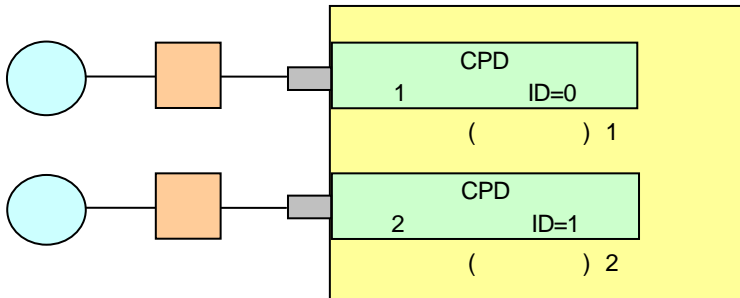 CPD
1 ID=0
( ) 1
CPD
2 ID=1
( ) 2